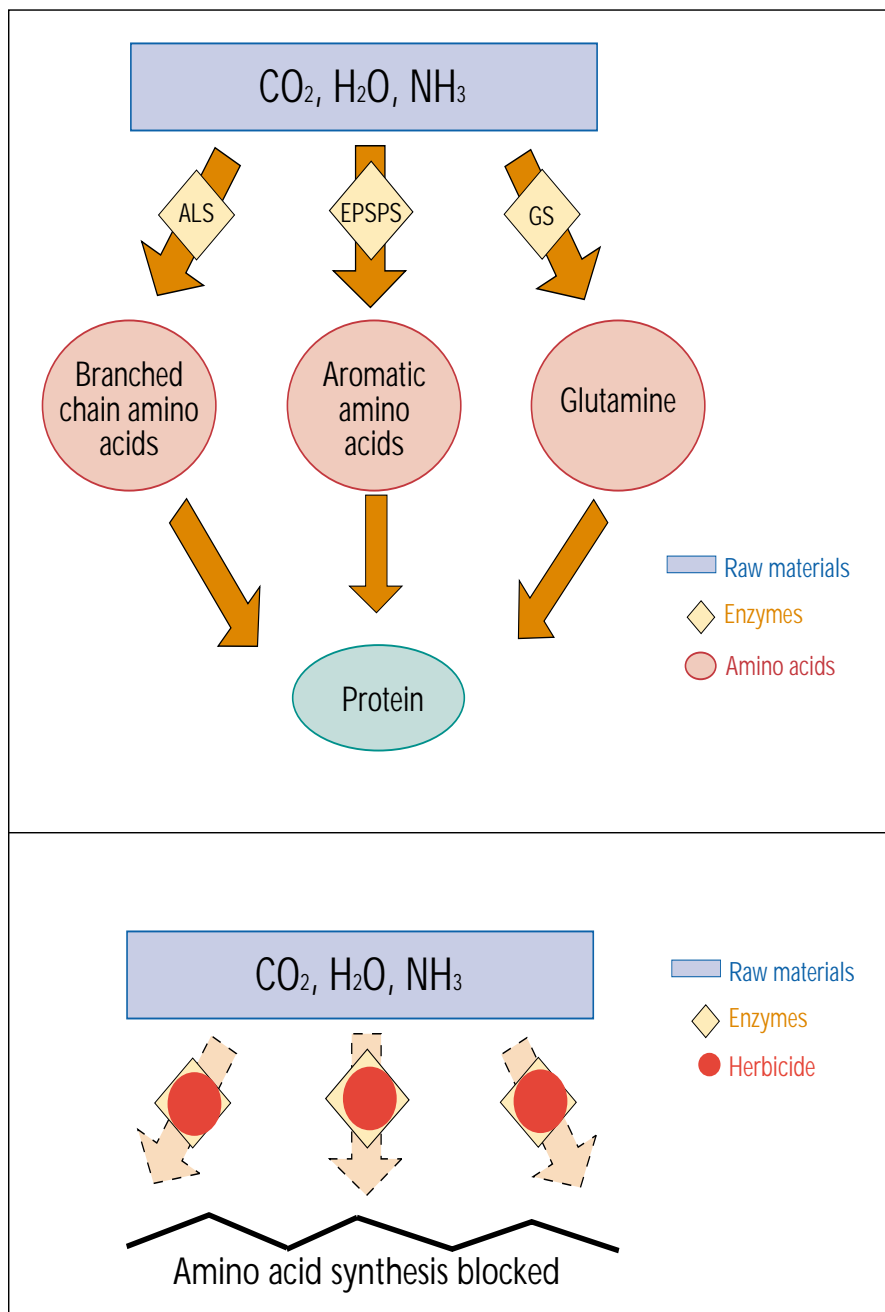 CO₂, H₂O, NH₃
ALS
EPSPS
GS
Branched
chain amino
acids
Aromatic
amino
acids
Glutamine
Raw materials
Enzymes
Amino acids
Protein
CO₂, H₂O, NH₃
Raw materials
Enzymes
Herbicide
Amino acid synthesis blocked